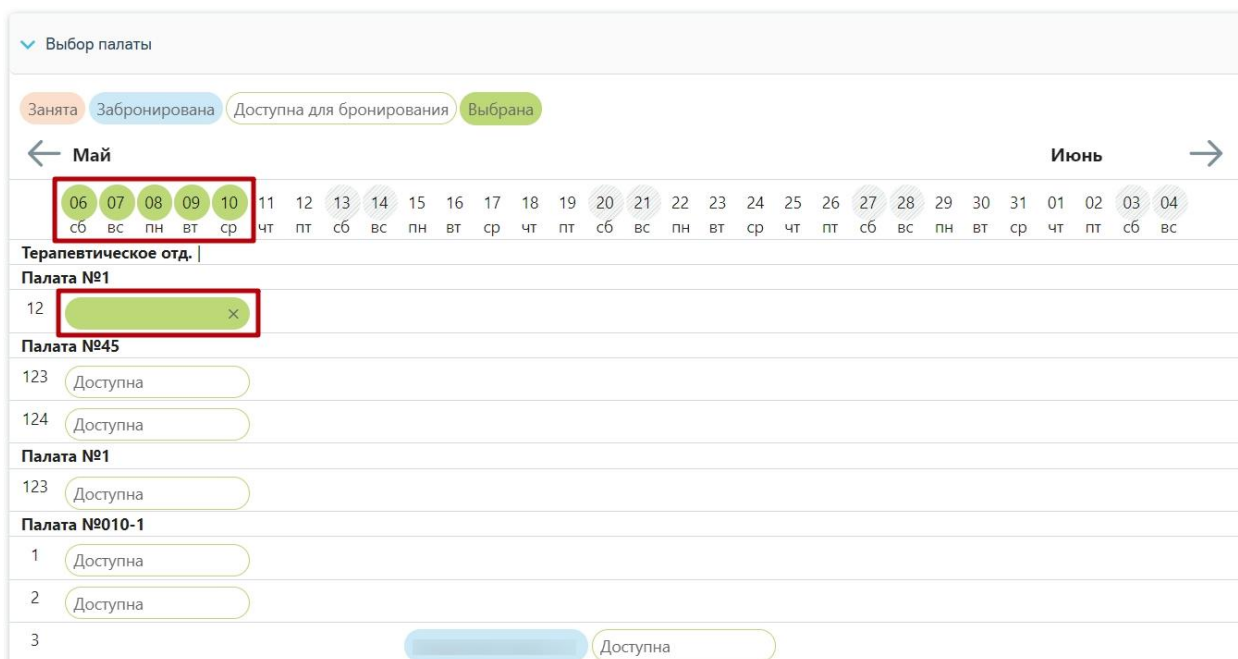 Выбор палаты
Занята Забронирована Доступна для бронирования Выбрана
Май Июнь
06 07 08 09 10 11 12 13 14 15 16 17 18 19 20 21 22 23 24 25 26 27 28 29 30 31 01 02 03 04
сб вс пн вт ср чт пт сб вс пн вт ср чт пт сб вс пн вт ср чт пт сб вс пн вт ср чт пт сб вс
Терапевтическое отд. |
Палата №1
12 ×
Палата №45
123 Доступна
124 Доступна
Палата №1
123 Доступна
Палата №010-1
1 Доступна
2 Доступна
3 Доступна